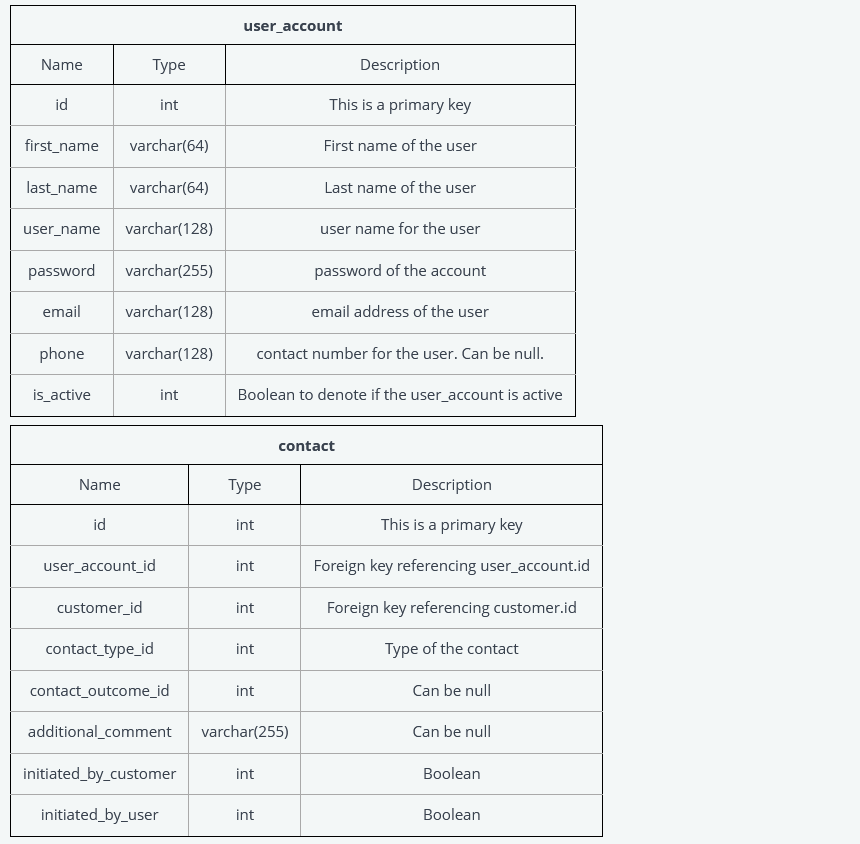 user_account
Name Type Description
id int This is a primary key
first_name varchar(64) First name of the user
last_name varchar(64) Last name of the user
user_name varchar(128) user name for the user
password varchar(255) password of the account
email varchar(128) email address of the user
phone varchar(128) contact number for the user. Can be null.
is_active int Boolean to denote if the user_account is active
contact
Name Type Description
id int This is a primary key
user_account_id int Foreign key referencing user_account.id
customer_id int Foreign key referencing customer.id
contact_type_id int Type of the contact
contact_outcome_id int Can be null
additional_comment varchar(255) Can be null
initiated_by_customer int Boolean
initiated_by_user int Boolean